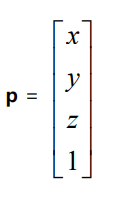 p = [x
y
z
1]